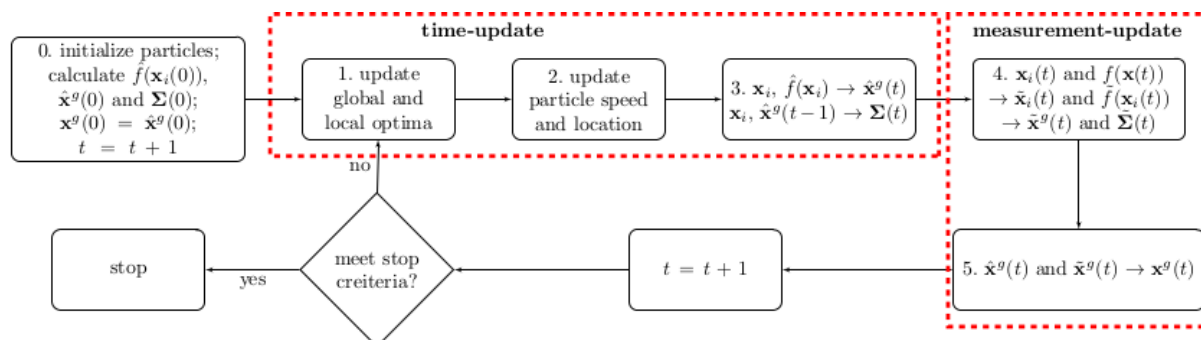 time-update
measurement-update
0. initialize particles;
calculate f̂(𝐱ᵢ(0)),
𝐱̂ᵍ(0) and 𝚺(0);
𝐱ᵍ(0) = 𝐱̂ᵍ(0);
t = t + 1
1. update
global and
local optima
2. update
particle speed
and location
3. 𝐱ᵢ, f̂(𝐱ᵢ) → 𝐱̂ᵍ(t)
𝐱ᵢ, 𝐱̂ᵍ(t−1) → 𝚺(t)
4. 𝐱ᵢ(t) and f(𝐱(t))
→ 𝐱̃ᵢ(t) and f̃(𝐱ᵢ(t))
→ 𝐱̃ᵍ(t) and 𝚺̃(t)
no
stop
yes
meet stop
creiteria?
t = t + 1
5. 𝐱̂ᵍ(t) and 𝐱̃ᵍ(t) → 𝐱ᵍ(t)